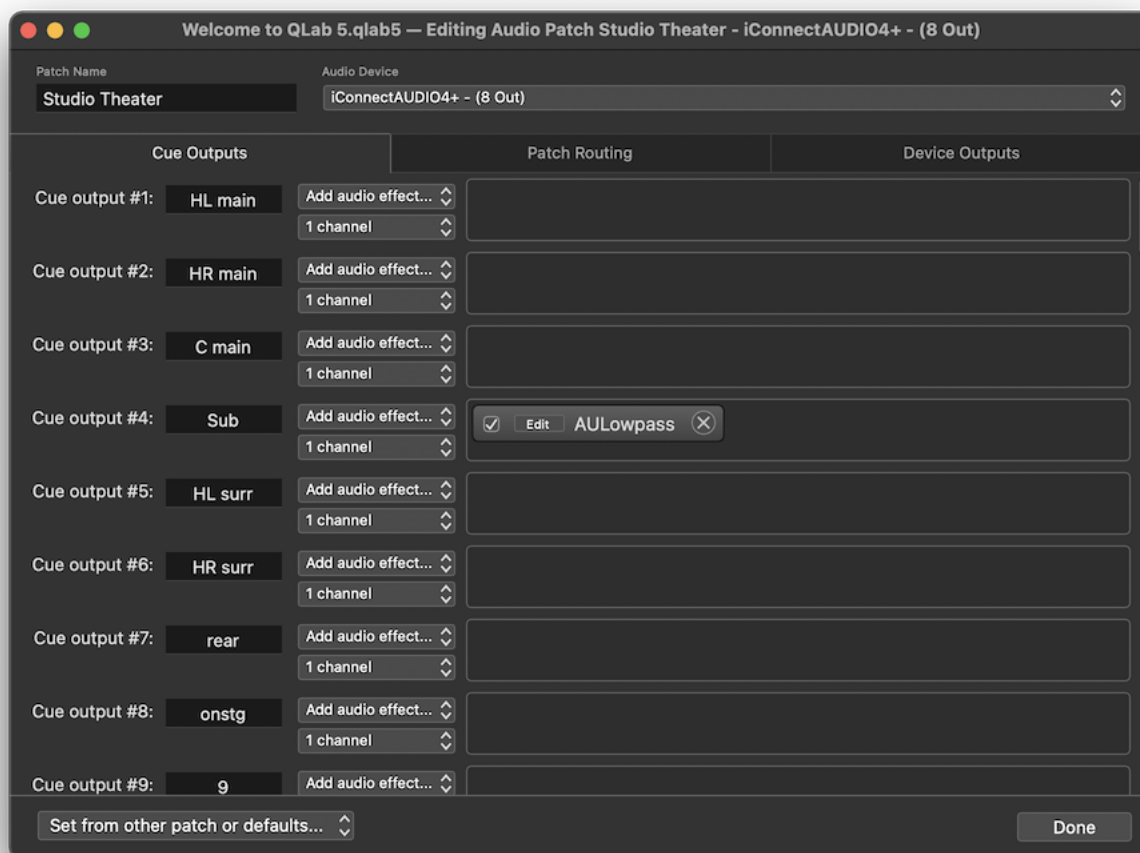 Welcome to QLab 5.qlab5 — Editing Audio Patch Studio Theater - iConnectAUDIO4+ - (8 Out)
Patch Name
Audio Device
Studio Theater
iConnectAUDIO4+ - (8 Out)
Cue Outputs
Patch Routing
Device Outputs
Cue output #1:
HL main
Add audio effect...
1 channel
Cue output #2:
HR main
Add audio effect...
1 channel
Cue output #3:
C main
Add audio effect...
1 channel
Cue output #4:
Sub
Add audio effect...
1 channel
Edit
AULowpass
Cue output #5:
HL surr
Add audio effect...
1 channel
Cue output #6:
HR surr
Add audio effect...
1 channel
Cue output #7:
rear
Add audio effect...
1 channel
Cue output #8:
onstg
Add audio effect...
1 channel
Cue output #9:
9
Add audio effect...
Set from other patch or defaults...
Done